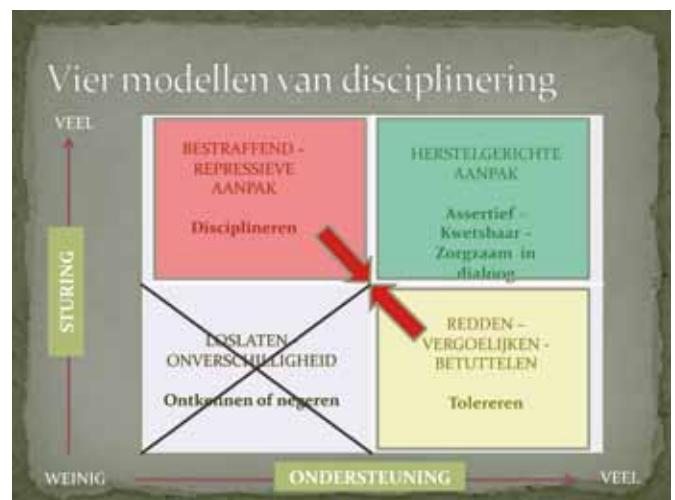 Vier modellen van disciplinering
VEEL
BESTRAFFEND -
REPRESSIEVE
AANPAK
Disciplineren
HERSTELGERICHTE
AANPAK
Assertief -
Kwetsbaar -
Zorgzaam in
dialoog
STURING
LOSLATEN -
ONVERSCHILLIGHEID
Ontkennen of negeren
REDDEN -
VERGOELIJKEN -
BETUTTELEN
Tolereren
WEINIG
ONDERSTEUNING
VEEL